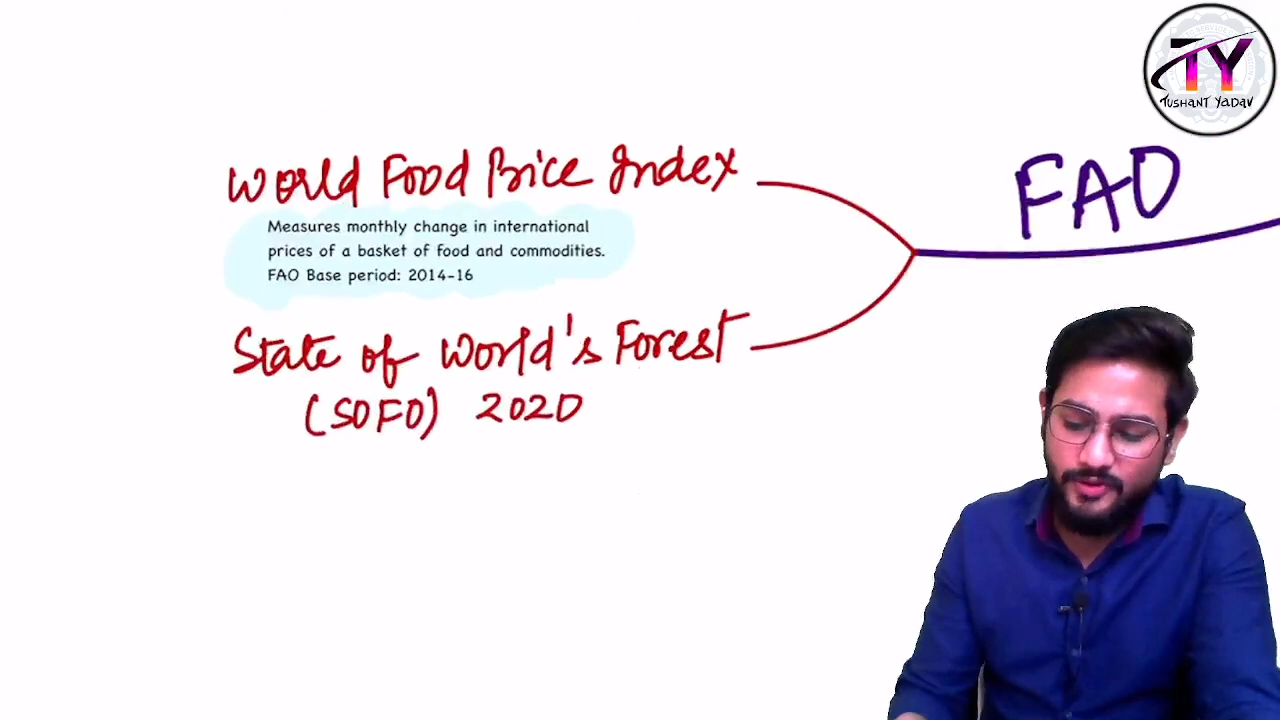 TY
TUSHANT YADAV
World Food Price Index
FAO
Measures monthly change in international
prices of a basket of food and commodities.
FAO Base period: 2014-16
State of World's Forest
(SOFO) 2020